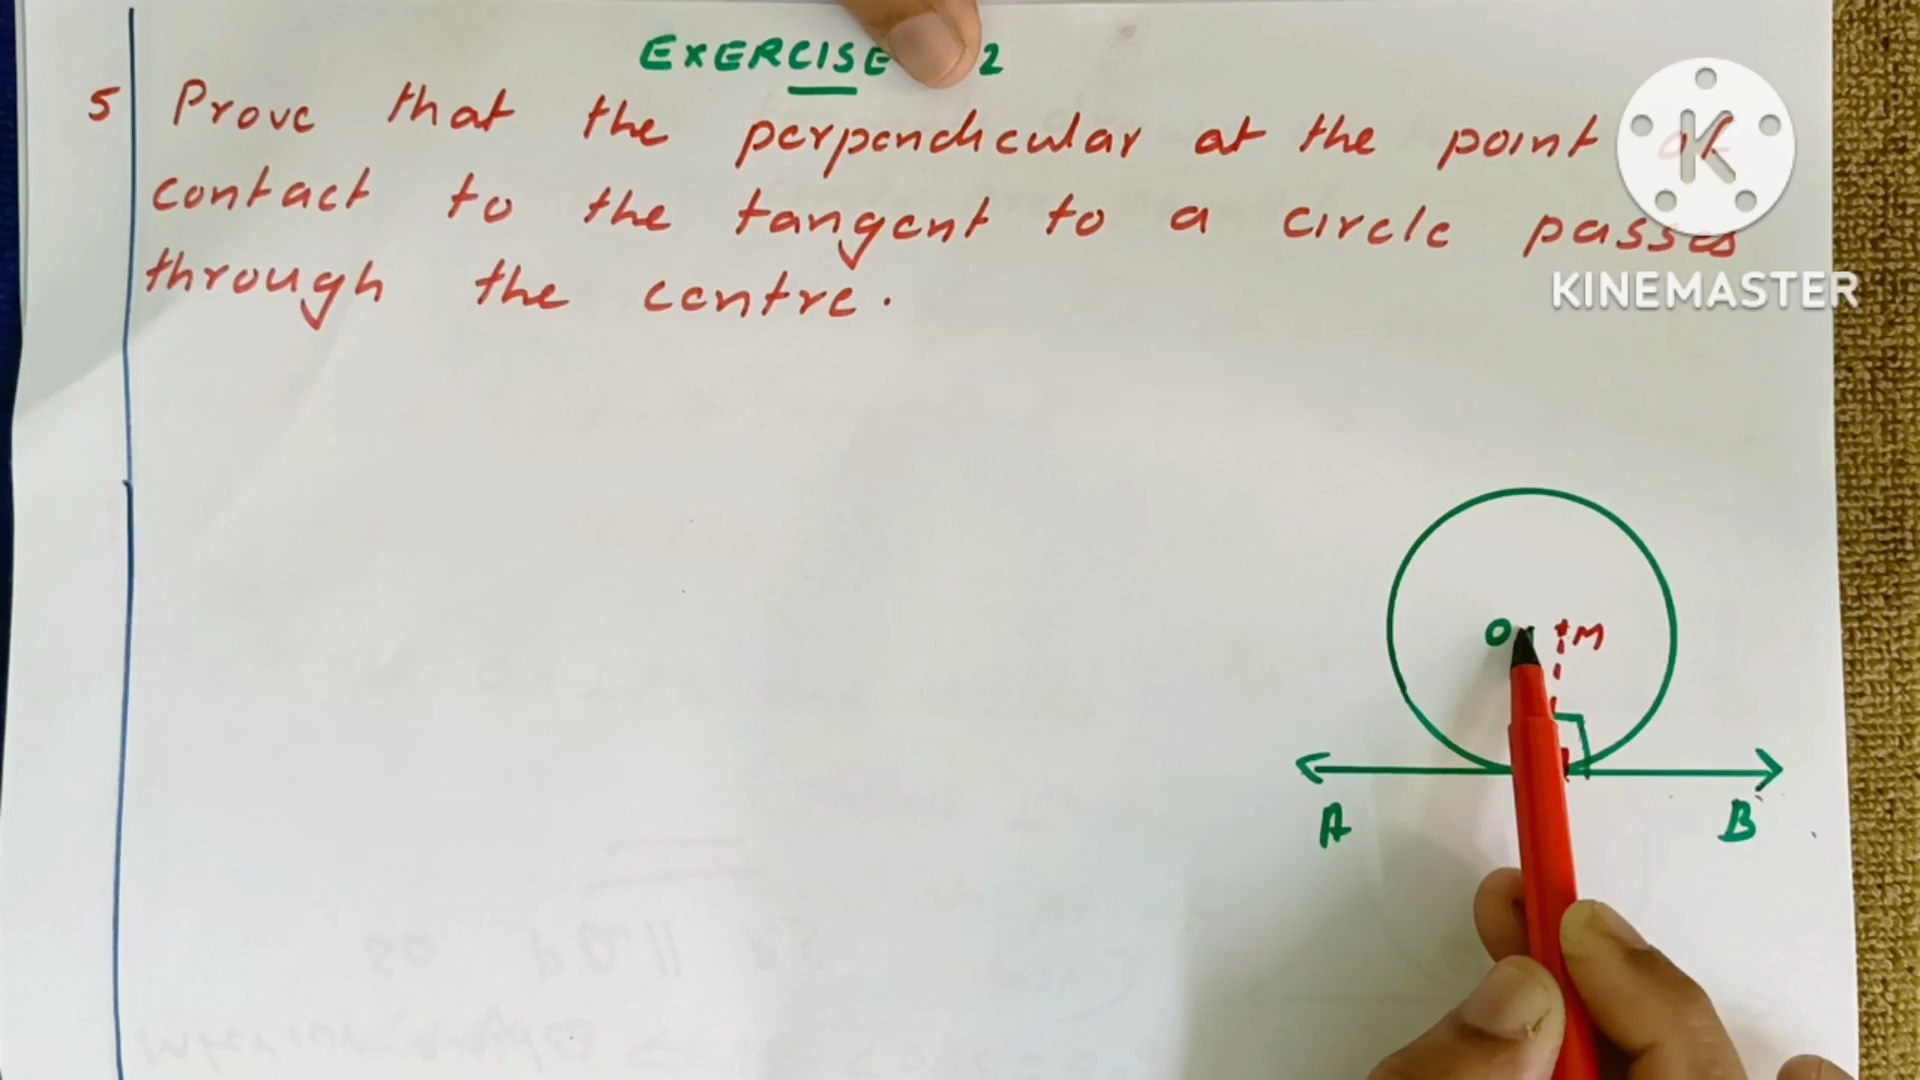 EXERCISE 2
5 Prove that the perpendicular at the point of
contact to the tangent to a circle passes
through the centre.
KINEMASTER
O M
A B